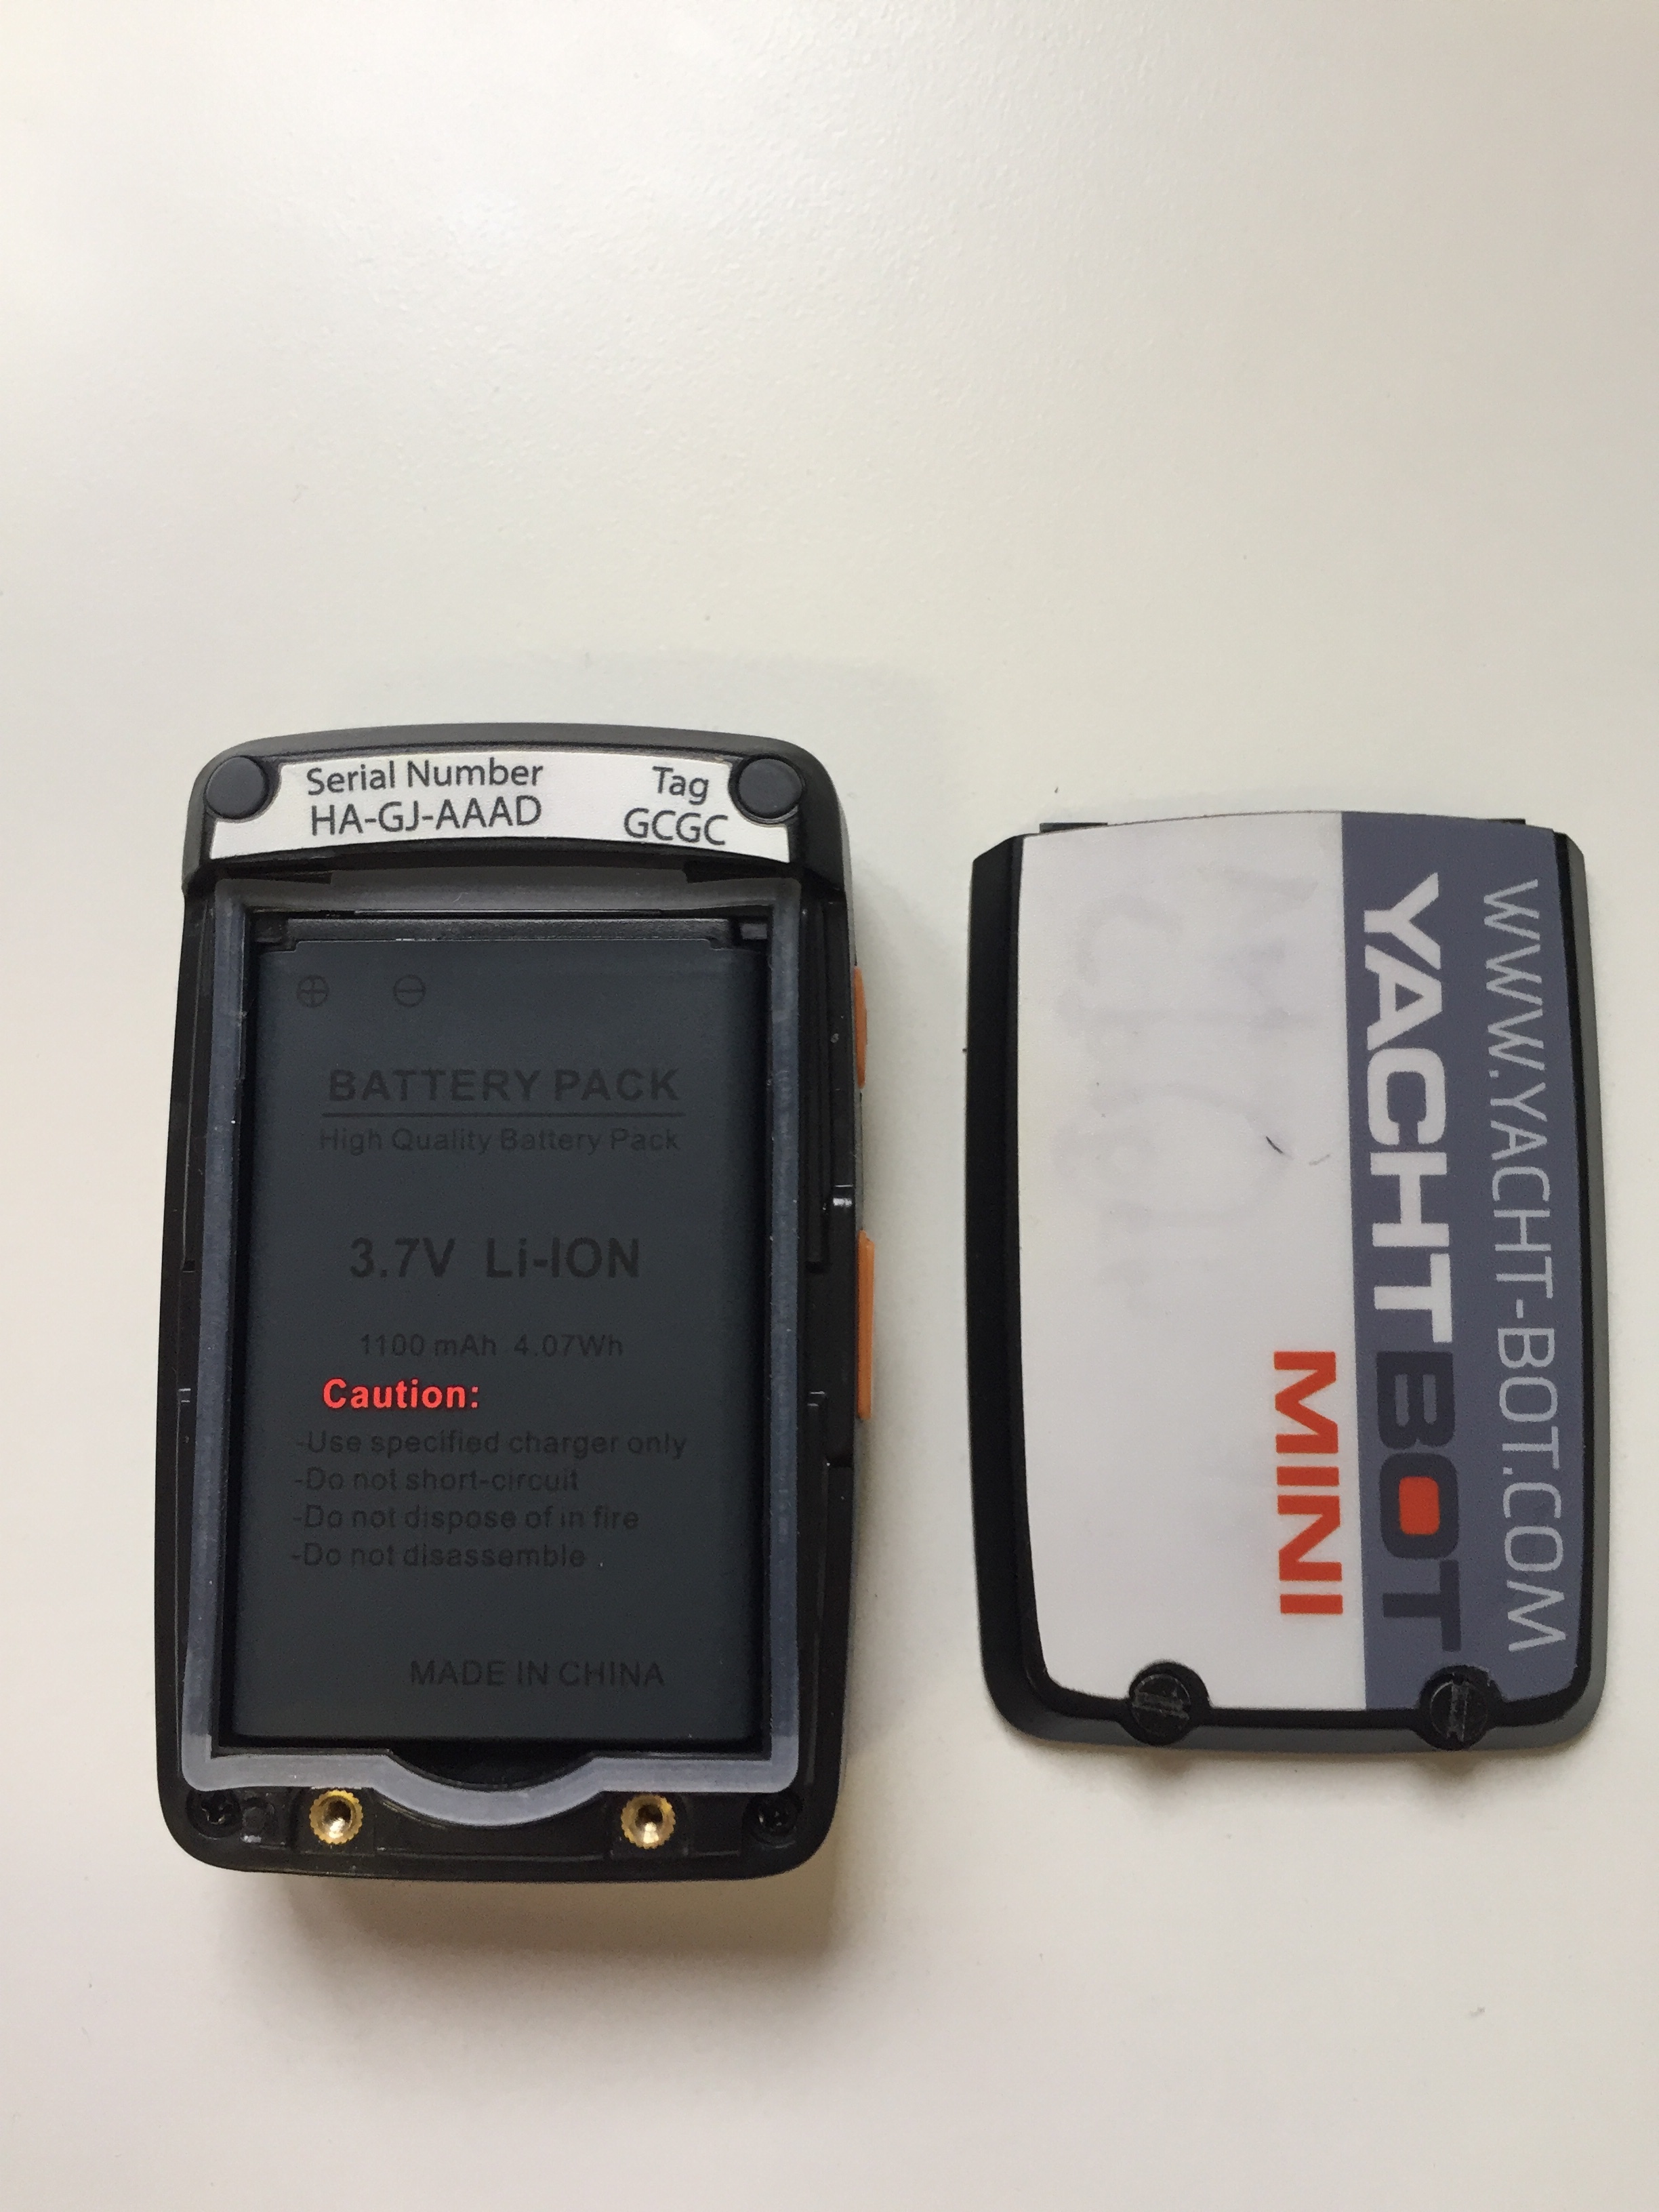 Serial Number
HA-GJ-AAAD
Tag
GCGC
BATTERY PACK
High Quality Battery Pack
3.7V Li-ION
1100 mAh 4.07Wh
Caution:
-Use specified charger only
-Do not short-circuit
-Do not dispose of in fire
-Do not disassemble
MADE IN CHINA
WWW.YACHT-BOT.COM
YACHTBOT
MINI